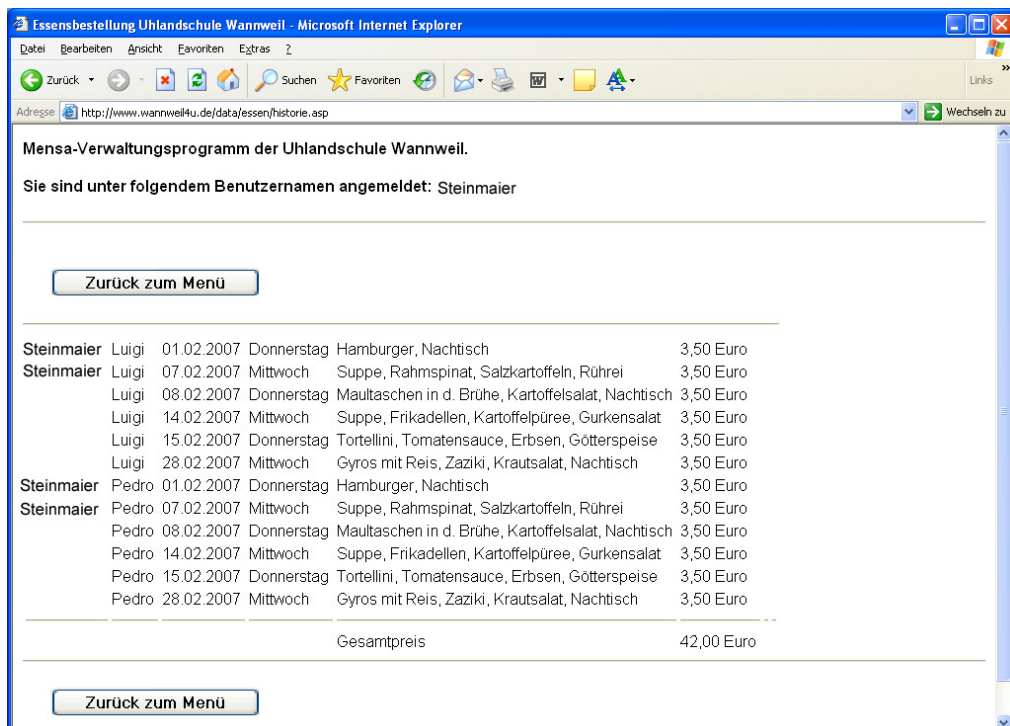 Essensbestellung Uhlandschule Wannweil - Microsoft Internet Explorer
Datei Bearbeiten Ansicht Favoriten Extras ?
Zurück Suchen Favoriten Links »
Adresse http://www.wannweil4u.de/data/essen/historie.asp Wechseln zu
Mensa-Verwaltungsprogramm der Uhlandschule Wannweil.
Sie sind unter folgendem Benutzernamen angemeldet: Steinmaier
Zurück zum Menü
Steinmaier Luigi 01.02.2007 Donnerstag Hamburger, Nachtisch 3,50 Euro
Steinmaier Luigi 07.02.2007 Mittwoch Suppe, Rahmspinat, Salzkartoffeln, Rührei 3,50 Euro
Luigi 08.02.2007 Donnerstag Maultaschen in d. Brühe, Kartoffelsalat, Nachtisch 3,50 Euro
Luigi 14.02.2007 Mittwoch Suppe, Frikadellen, Kartoffelpüree, Gurkensalat 3,50 Euro
Luigi 15.02.2007 Donnerstag Tortellini, Tomatensauce, Erbsen, Götterspeise 3,50 Euro
Luigi 28.02.2007 Mittwoch Gyros mit Reis, Zaziki, Krautsalat, Nachtisch 3,50 Euro
Steinmaier Pedro 01.02.2007 Donnerstag Hamburger, Nachtisch 3,50 Euro
Steinmaier Pedro 07.02.2007 Mittwoch Suppe, Rahmspinat, Salzkartoffeln, Rührei 3,50 Euro
Pedro 08.02.2007 Donnerstag Maultaschen in d. Brühe, Kartoffelsalat, Nachtisch 3,50 Euro
Pedro 14.02.2007 Mittwoch Suppe, Frikadellen, Kartoffelpüree, Gurkensalat 3,50 Euro
Pedro 15.02.2007 Donnerstag Tortellini, Tomatensauce, Erbsen, Götterspeise 3,50 Euro
Pedro 28.02.2007 Mittwoch Gyros mit Reis, Zaziki, Krautsalat, Nachtisch 3,50 Euro
Gesamtpreis 42,00 Euro
Zurück zum Menü